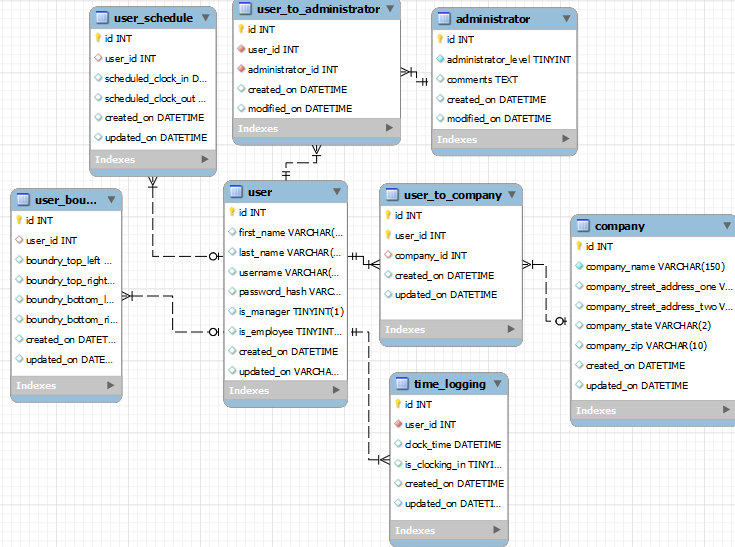 user_schedule
id INT
user_id INT
scheduled_clock_in D...
scheduled_clock_out ...
created_on DATETIME
updated_on DATETIME
Indexes
user_to_administrator
id INT
user_id INT
administrator_id INT
created_on DATETIME
modified_on DATETIME
Indexes
administrator
id INT
administrator_level TINYINT
comments TEXT
created_on DATETIME
modified_on DATETIME
Indexes
user_bou...
id INT
user_id INT
boundry_top_left ...
boundry_top_right...
boundry_bottom_l...
boundry_bottom_ri...
created_on DATET...
updated_on DATE...
Indexes
user
id INT
first_name VARCHAR(...
last_name VARCHAR(...
username VARCHAR(...
password_hash VARC...
is_manager TINYINT(1)
is_employee TINYINT...
created_on DATETIME
updated_on VARCHA...
Indexes
user_to_company
id INT
user_id INT
company_id INT
created_on DATETIME
updated_on DATETIME
Indexes
company
id INT
company_name VARCHAR(150)
company_street_address_one V...
company_street_address_two V...
company_state VARCHAR(2)
company_zip VARCHAR(10)
created_on DATETIME
updated_on DATETIME
Indexes
time_logging
id INT
user_id INT
clock_time DATETIME
is_clocking_in TINYI...
created_on DATETIME
updated_on DATETI...
Indexes